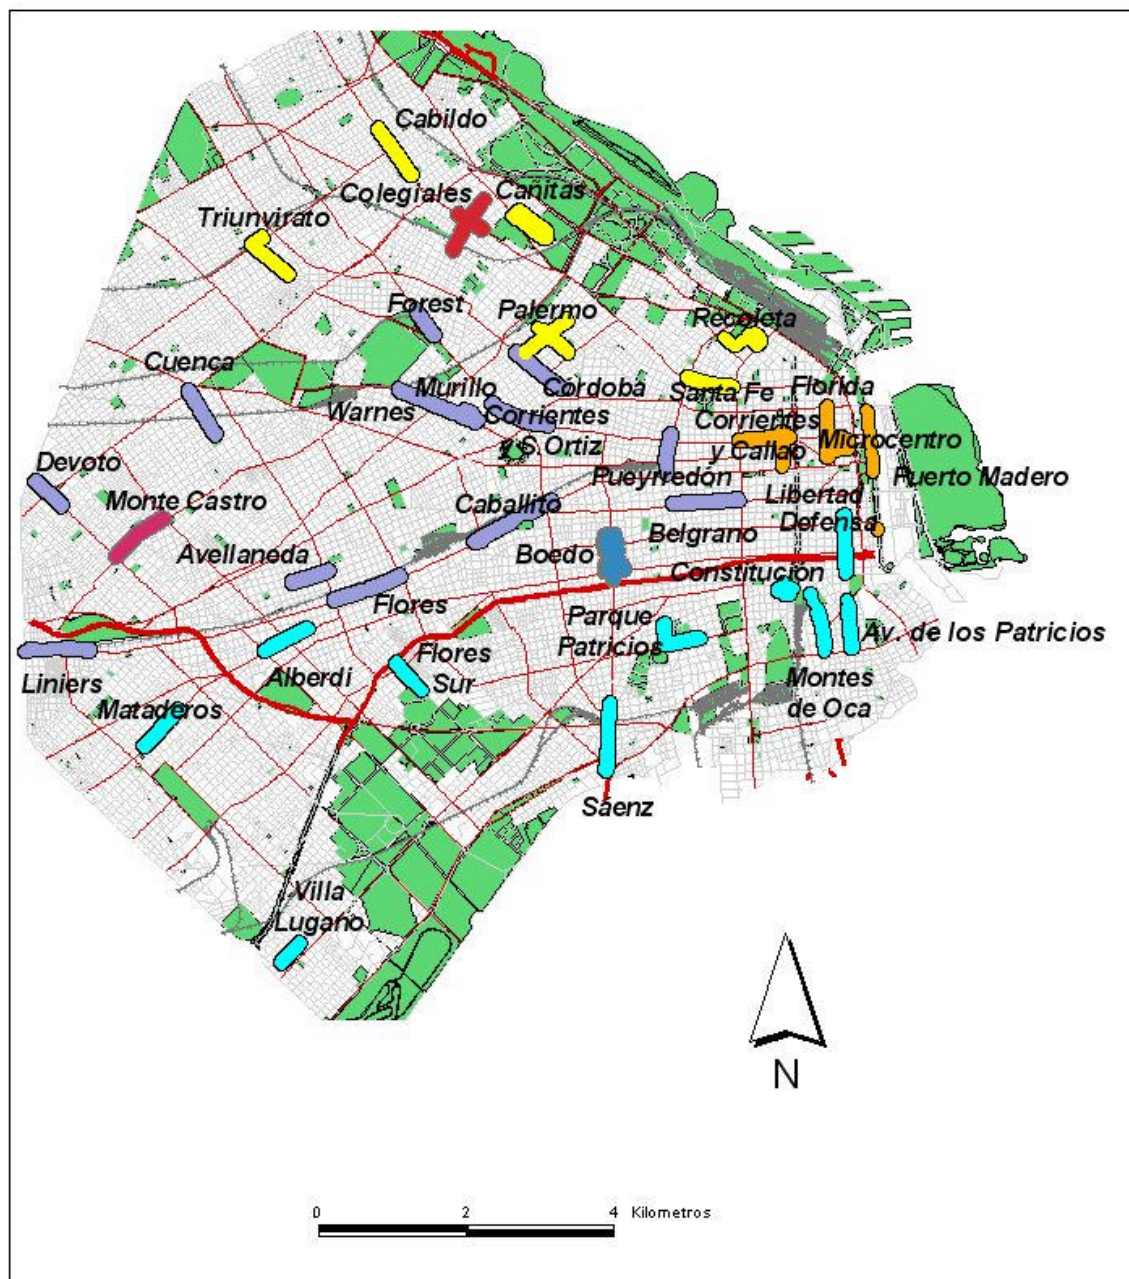 Cabildo
Colegiales
Cañitas
Triunvirato
Forest
Palermo
Recoleta
Cuenca
Murillo
Córdoba
Santa Fe
Florida
Warnes
Corrientes
y S.Ortiz
Corrientes
y Callao
Microcentro
Devoto
Pueyrredón
Puerto Madero
Monte Castro
Caballito
Libertad
Defensa
Avellaneda
Boedo
Belgrano
Constitución
Flores
Parque
Patricios
Av. de los Patricios
Liniers
Alberdi
Flores
Sur
Montes
de Oca
Mataderos
Sáenz
Villa
Lugano
N
0 2 4 Kilometros